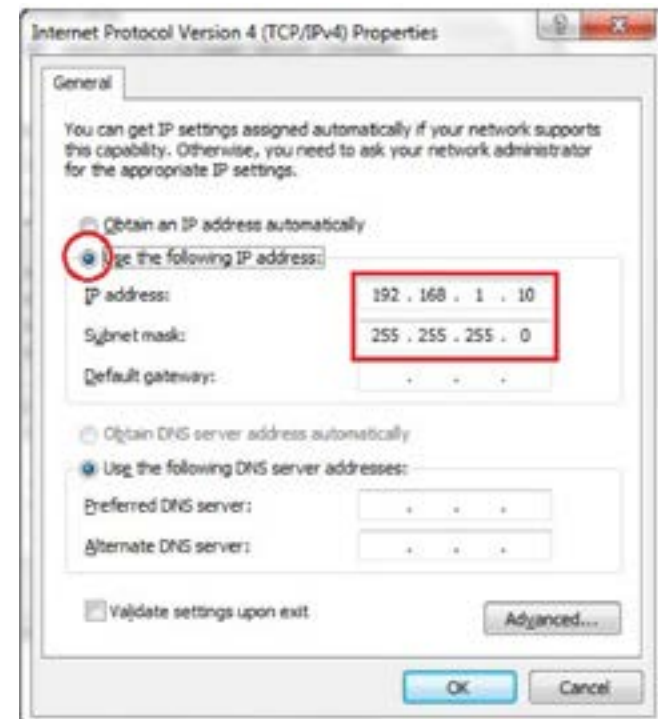 Internet Protocol Version 4 (TCP/IPv4) Properties
General
You can get IP settings assigned automatically if your network supports
this capability. Otherwise, you need to ask your network administrator
for the appropriate IP settings.
Obtain an IP address automatically
Use the following IP address:
IP address: 192 . 168 . 1 . 10
Subnet mask: 255 . 255 . 255 . 0
Default gateway: . . .
Obtain DNS server address automatically
Use the following DNS server addresses:
Preferred DNS server: . . .
Alternate DNS server: . . .
Validate settings upon exit
Advanced...
OK Cancel